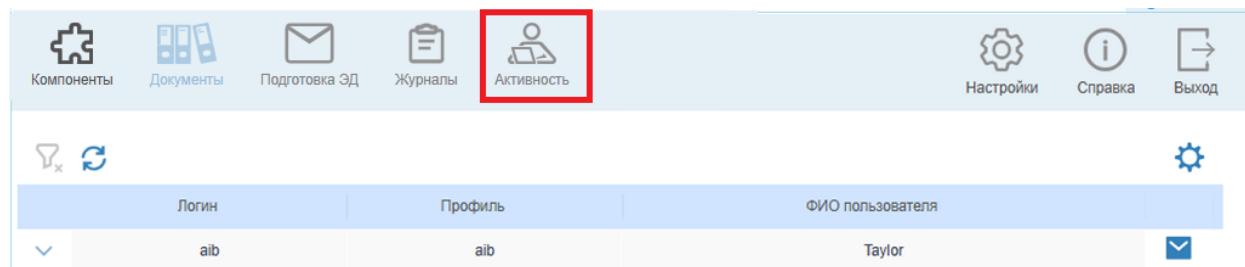 Компоненты Документы Подготовка ЭД Журналы Активность Настройки Справка Выход
Логин Профиль ФИО пользователя
aib aib Taylor